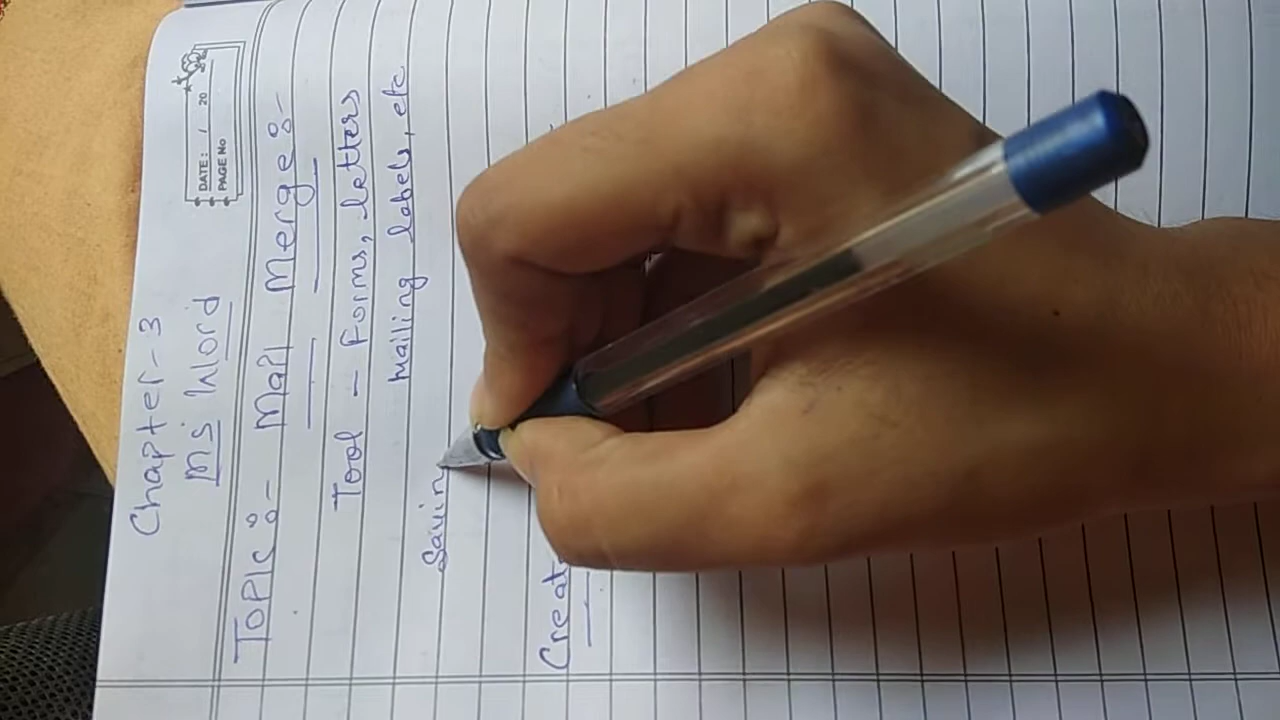 DATE: / 20
PAGE No
Chapter-3
MS Word
Topic:- Mail Merge:-
Tool - Forms, letters
Mailing labels, etc
Savin
Creat